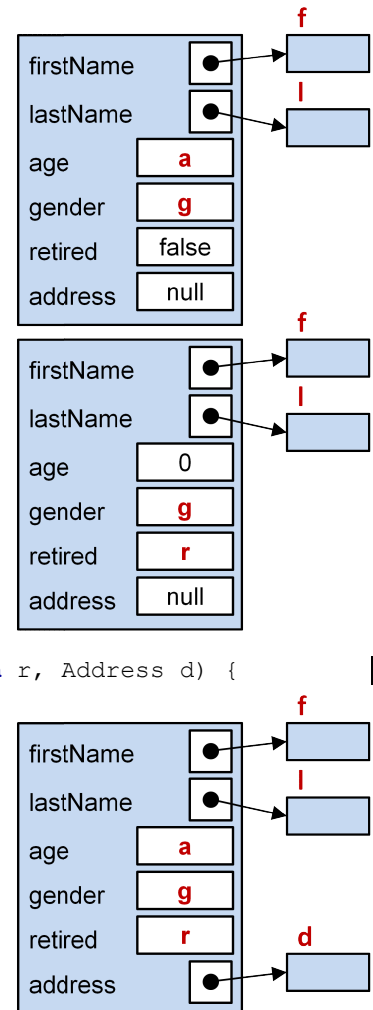 f
firstName
l
lastName
age a
gender g
retired false
address null
f
firstName
l
lastName
age 0
gender g
retired r
address null
r, Address d) {
f
firstName
l
lastName
age a
gender g
retired r
d
address